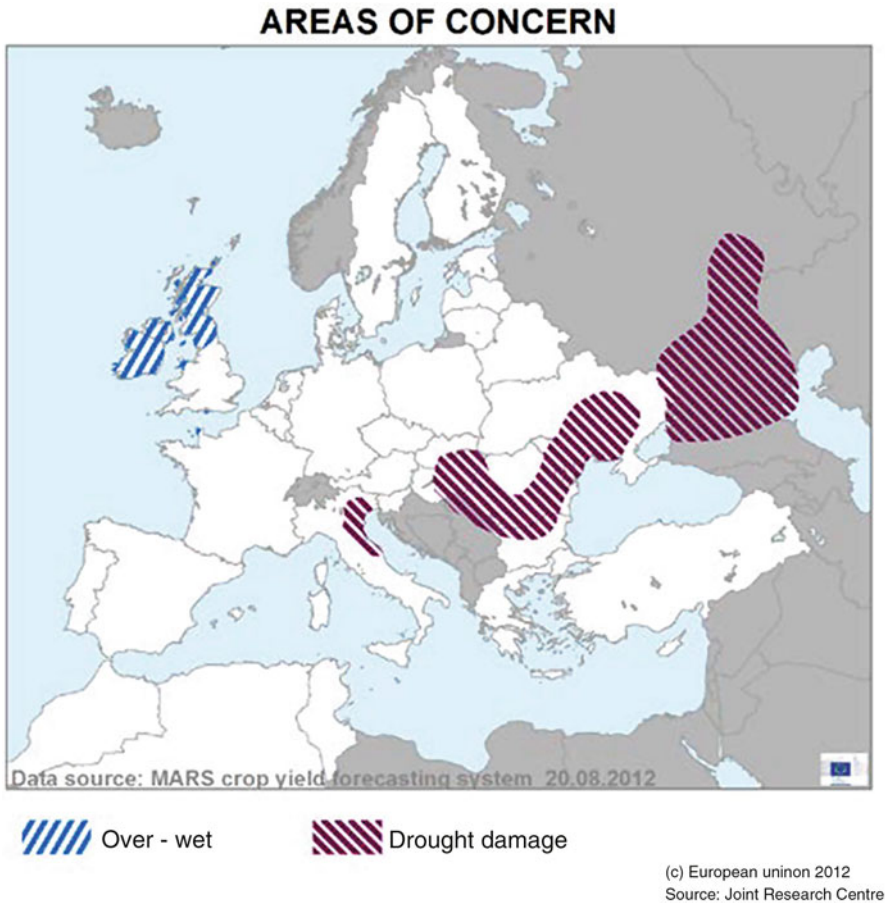 AREAS OF CONCERN
Data source: MARS crop yield forecasting system 20.08.2012
Over - wet
Drought damage
(c) European uninon 2012
Source: Joint Research Centre